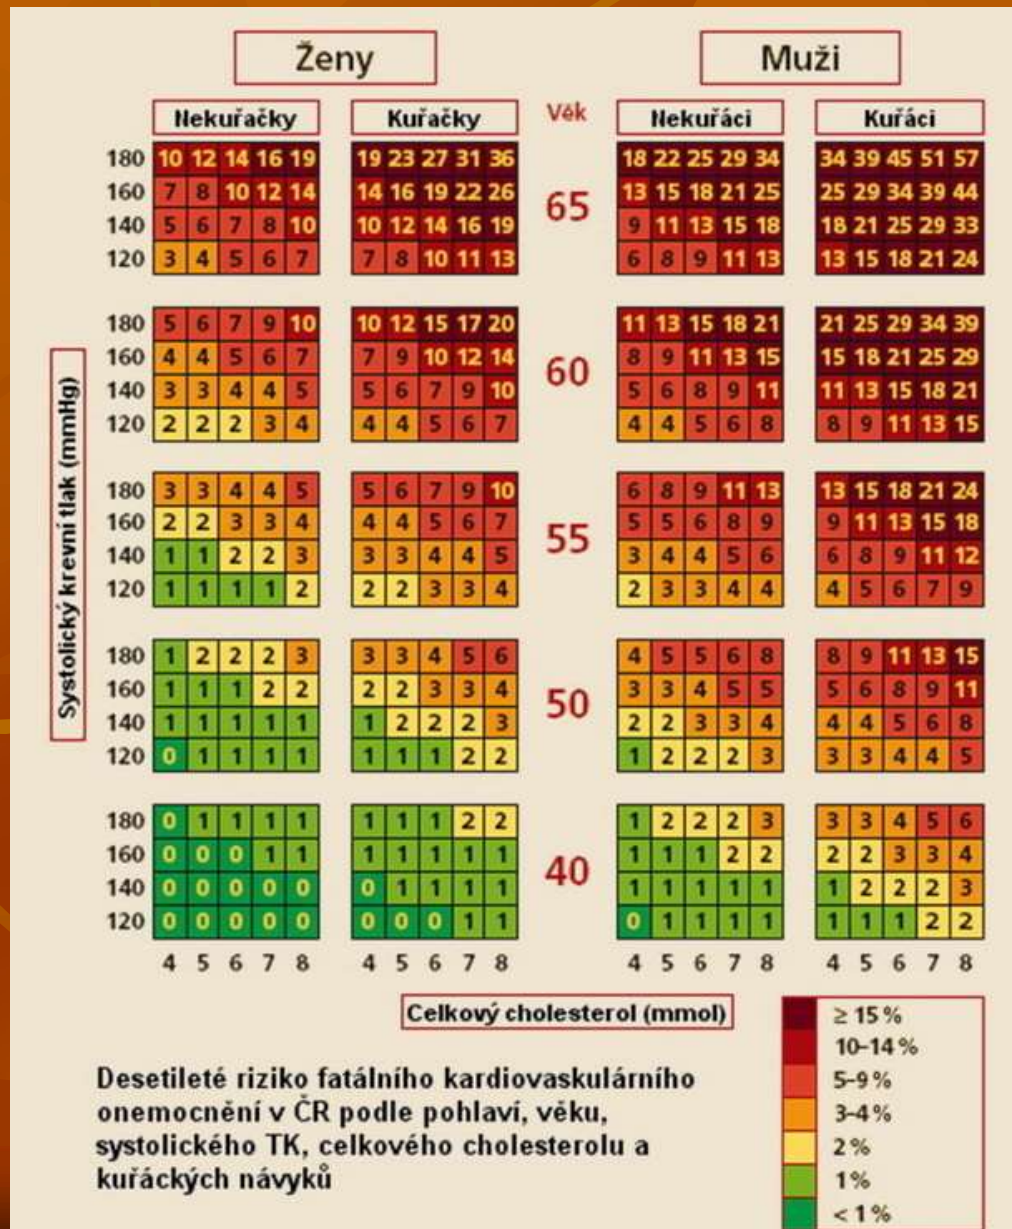 Ženy Muži
Nekuřačky Kuřačky Věk Nekuřáci Kuřáci
180 10 12 14 16 19 19 23 27 31 36 18 22 25 29 34 34 39 45 51 57
160 7 8 10 12 14 14 16 19 22 26 13 15 18 21 25 25 29 34 39 44
65
140 5 6 7 8 10 10 12 14 16 19 9 11 13 15 18 18 21 25 29 33
120 3 4 5 6 7 7 8 10 11 13 6 8 9 11 13 13 15 18 21 24
180 5 6 7 9 10 10 12 15 17 20 11 13 15 18 21 21 25 29 34 39
160 4 4 5 6 7 7 9 10 12 14 8 9 11 13 15 15 18 21 25 29
60
140 3 3 4 4 5 5 6 7 9 10 5 6 8 9 11 11 13 15 18 21
120 2 2 2 3 4 4 4 5 6 7 4 4 5 6 8 8 9 11 13 15
Systolický krevní tlak (mmHg)
180 3 3 4 4 5 5 6 7 9 10 6 8 9 11 13 13 15 18 21 24
160 2 2 3 3 4 4 4 5 6 7 5 5 6 8 9 9 11 13 15 18
55
140 1 1 2 2 3 3 3 4 4 5 3 4 4 5 6 6 8 9 11 12
120 1 1 1 1 2 2 2 3 3 4 2 3 3 4 4 4 5 6 7 9
180 1 2 2 2 3 3 3 4 5 6 4 5 5 6 8 8 9 11 13 15
160 1 1 1 2 2 2 2 3 3 4 3 3 4 5 5 5 6 8 9 11
50
140 1 1 1 1 1 1 2 2 2 3 2 2 3 3 4 4 4 5 6 8
120 0 1 1 1 1 1 1 1 2 2 1 2 2 2 3 3 3 4 4 5
180 0 1 1 1 1 1 1 1 2 2 1 2 2 2 3 3 3 4 5 6
160 0 0 0 1 1 1 1 1 1 1 1 1 1 2 2 2 2 3 3 4
40
140 0 0 0 0 0 0 1 1 1 1 1 1 1 1 1 1 2 2 2 3
120 0 0 0 0 0 0 0 0 1 1 0 1 1 1 1 1 1 1 2 2
4 5 6 7 8 4 5 6 7 8 4 5 6 7 8 4 5 6 7 8
Celkový cholesterol (mmol)
≥ 15 %
10–14 %
5–9 %
3–4 %
2 %
1 %
< 1 %
Desetileté riziko fatálního kardiovaskulárního
onemocnění v ČR podle pohlaví, věku,
systolického TK, celkového cholesterolu a
kuřáckých návyků